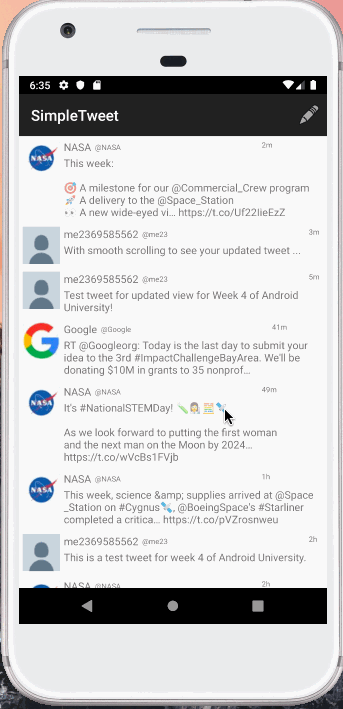 6:35
SimpleTweet
NASA @NASA 2m
This week:
🎯 A milestone for our @Commercial_Crew program
🚀 A delivery to the @Space_Station
👀 A new wide-eyed vi… https://t.co/Uf22IieEzZ
me2369585562 @me23 3m
With smooth scrolling to see your updated tweet ...
me2369585562 @me23 5m
Test tweet for updated view for Week 4 of Android
University!
Google @Google 41m
RT @Googleorg: Today is the last day to submit your
idea to the 3rd #ImpactChallengeBayArea. We'll be
donating $10M in grants to 35 nonprof…
NASA @NASA 49m
It's #NationalSTEMDay! 🧪👩‍🔬🧮🛰
As we look forward to putting the first woman
and the next man on the Moon by 2024…
https://t.co/wVcBs1FVjb
NASA @NASA 1h
This week, science &amp; supplies arrived at @Space
_Station on #Cygnus🛰, @BoeingSpace's #Starliner
completed a critica… https://t.co/pVZrosnweu
me2369585562 @me23 2h
This is a test tweet for week 4 of Android University.
NASA @NASA 2h